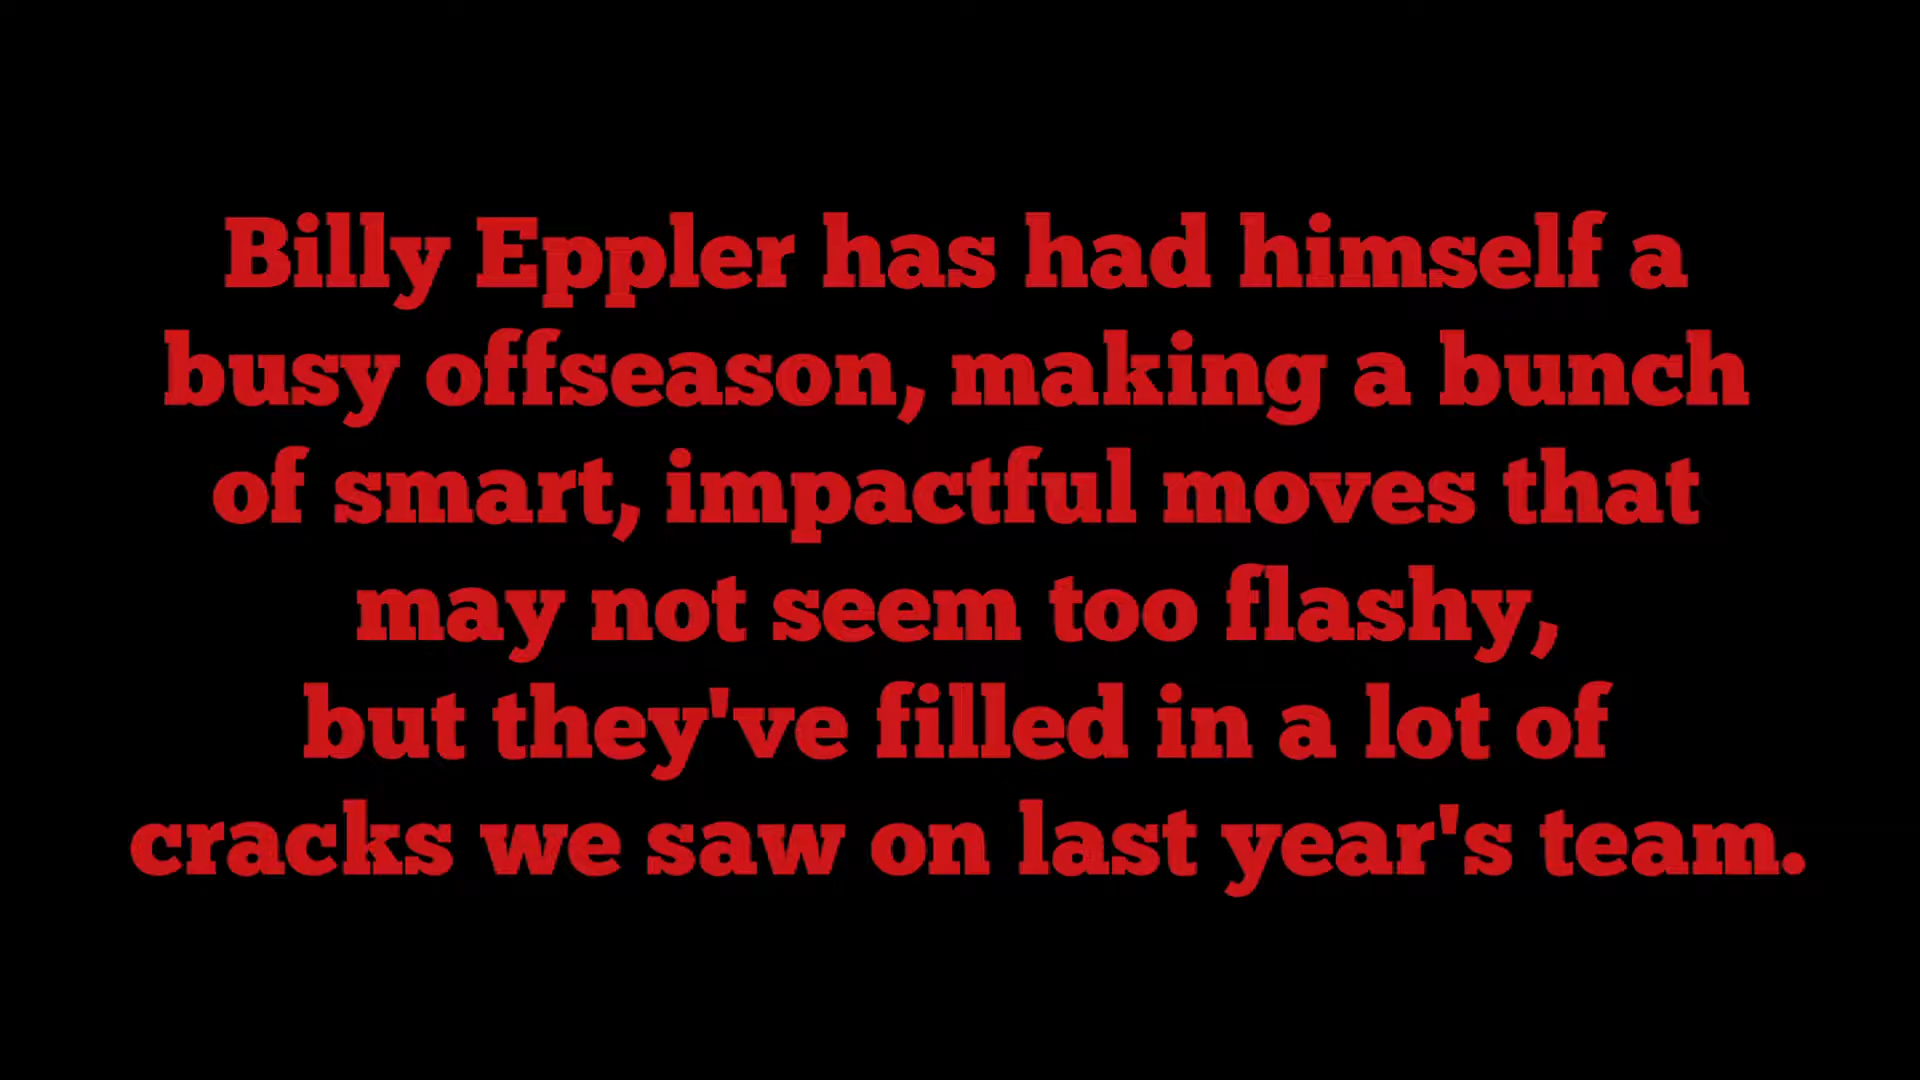 Billy Eppler has had himself a
busy offseason, making a bunch
of smart, impactful moves that
may not seem too flashy,
but they've filled in a lot of
cracks we saw on last year's team.